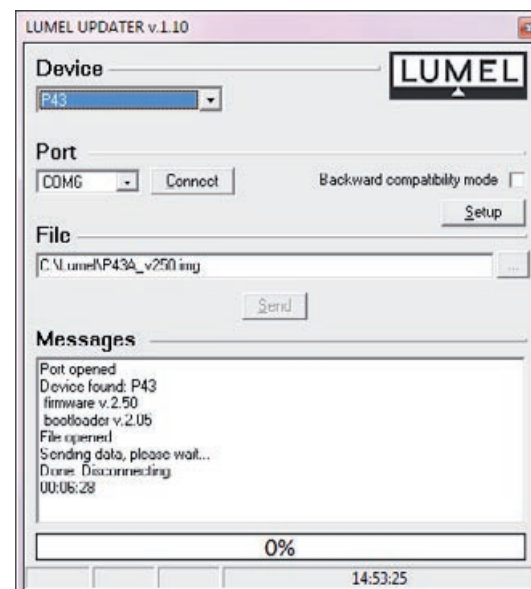 LUMEL UPDATER v.1.10
Device
LUMEL
P43
Port
COM6 Connect Backward compatibility mode
Setup
File
C:\Lumel\P43A_v250.img ...
Send
Messages
Port opened
Device found: P43
firmware v.2.50
bootloader v.2.05
File opened
Sending data, please wait...
Done. Disconnecting.
00:06:28
0%
14:53:25